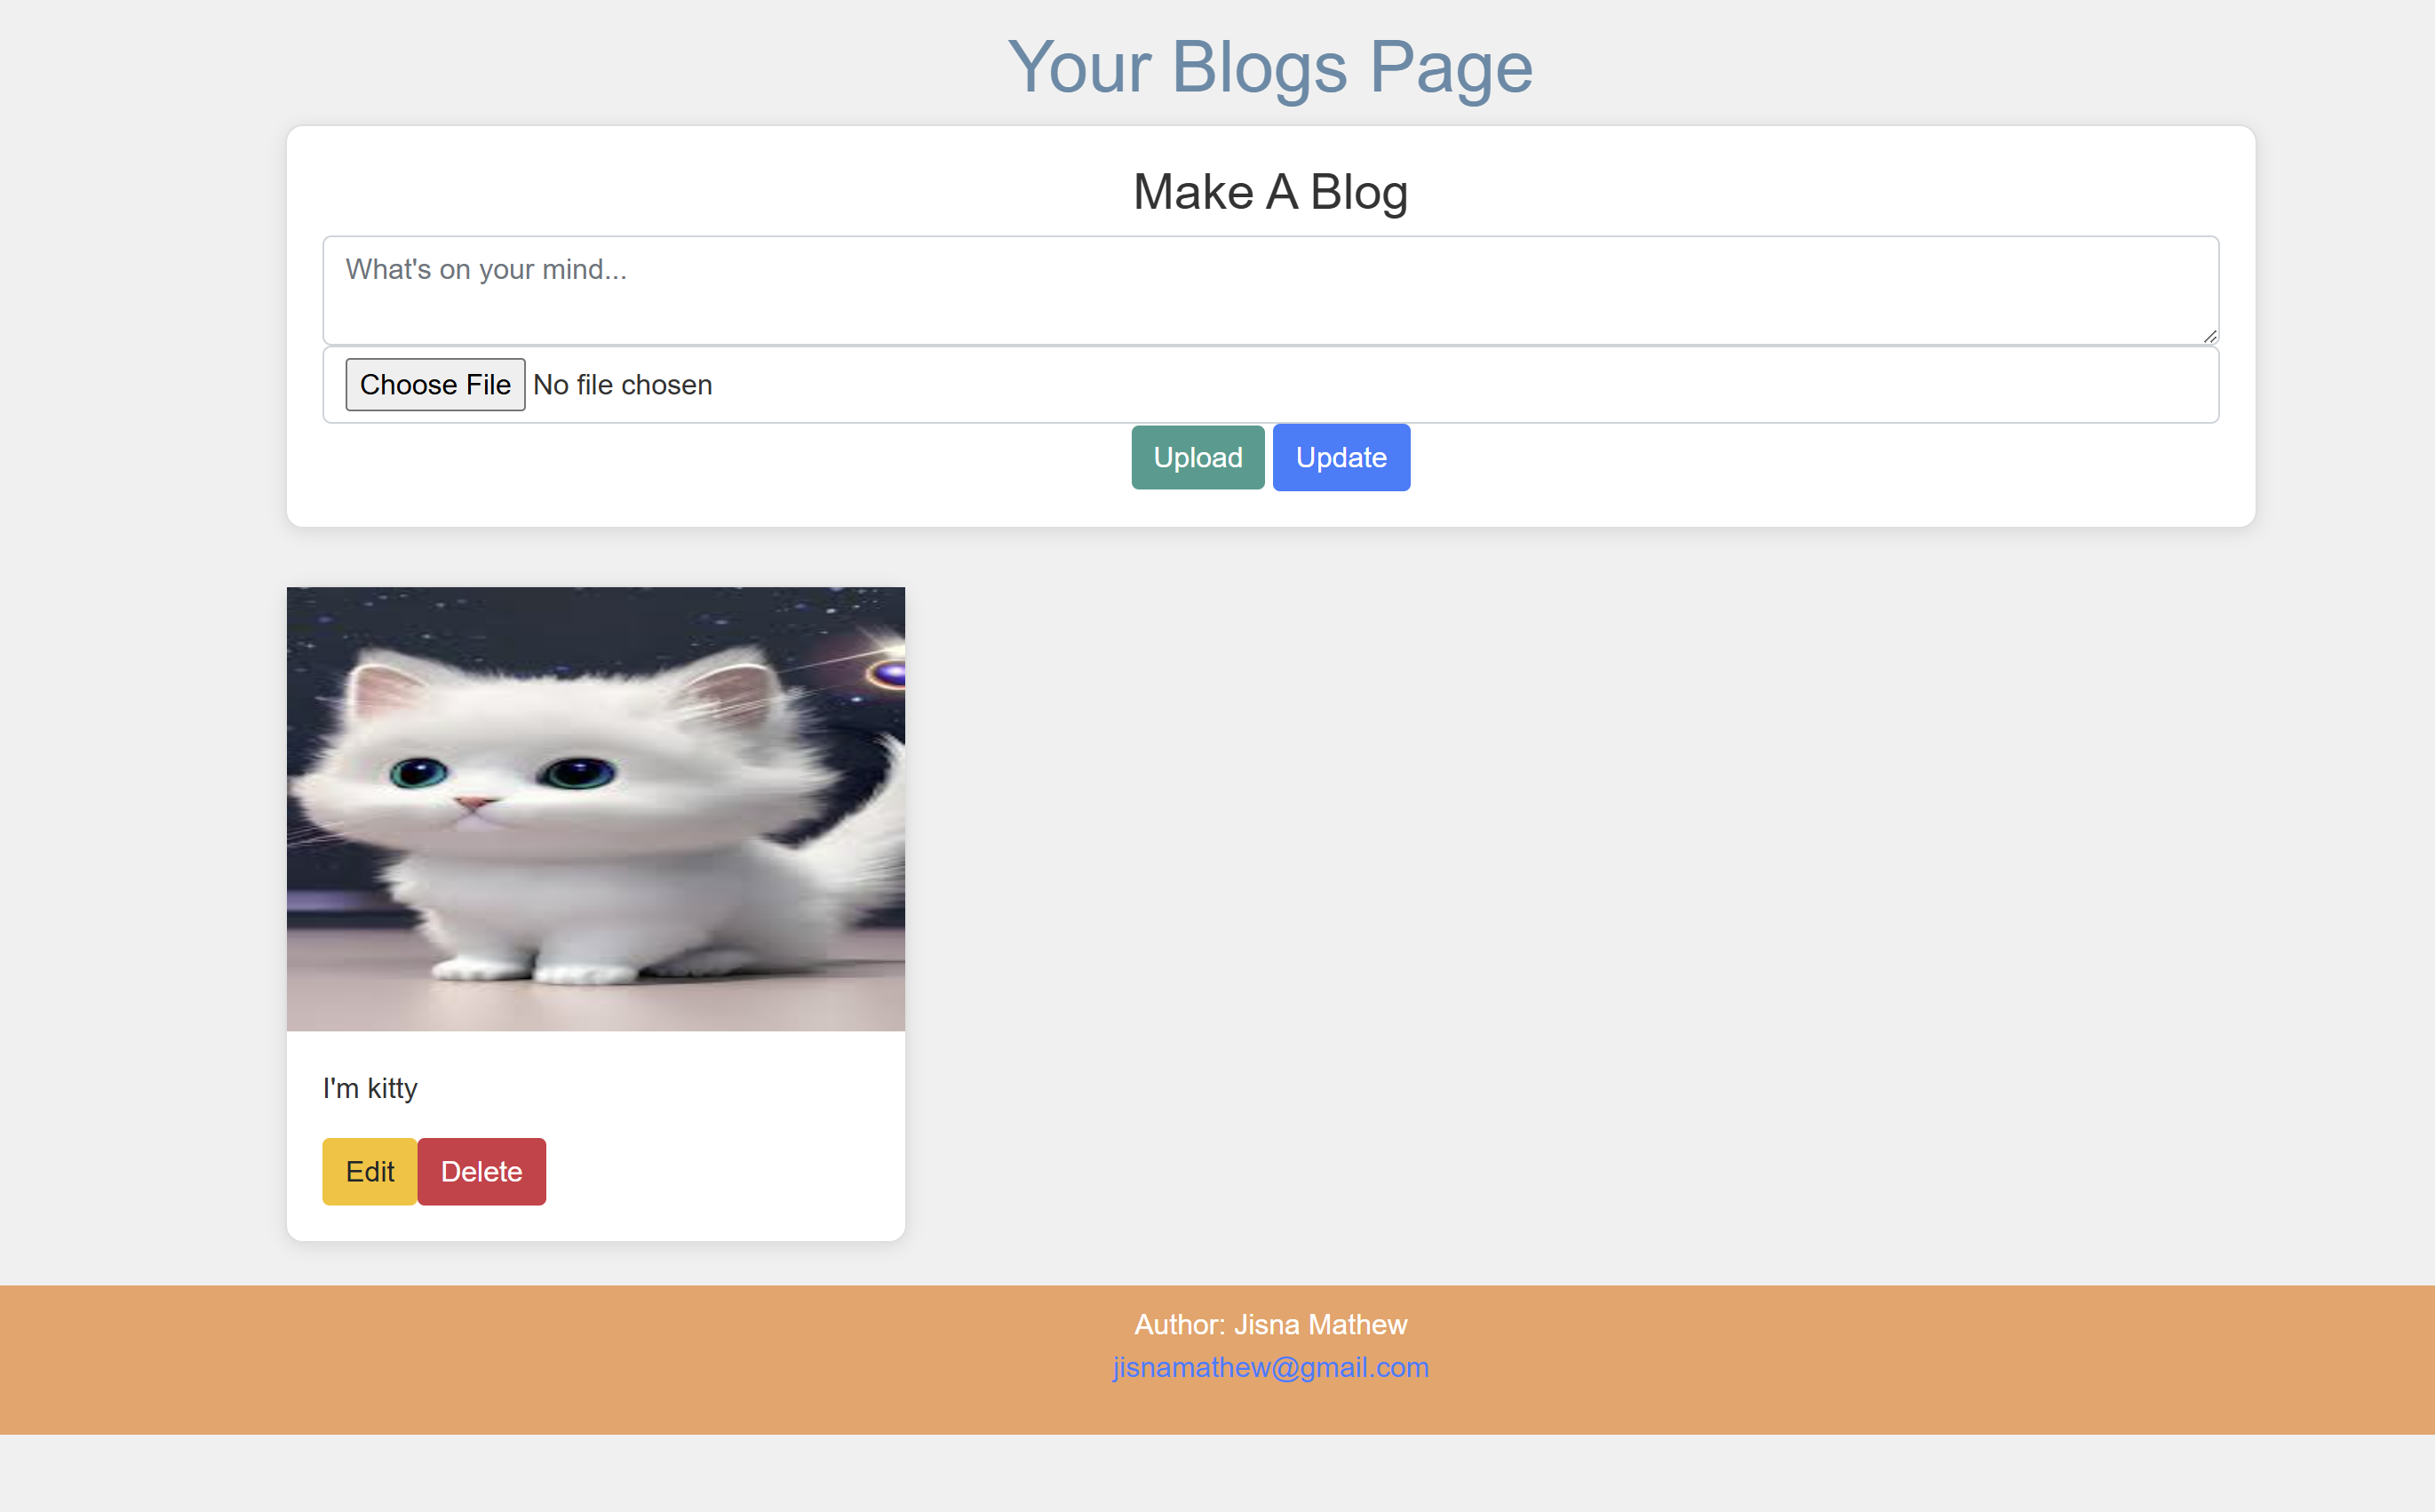 Your Blogs Page
Make A Blog
What's on your mind...
Choose File No file chosen
Upload Update
I'm kitty
Edit Delete
Author: Jisna Mathew
jisnamathew@gmail.com